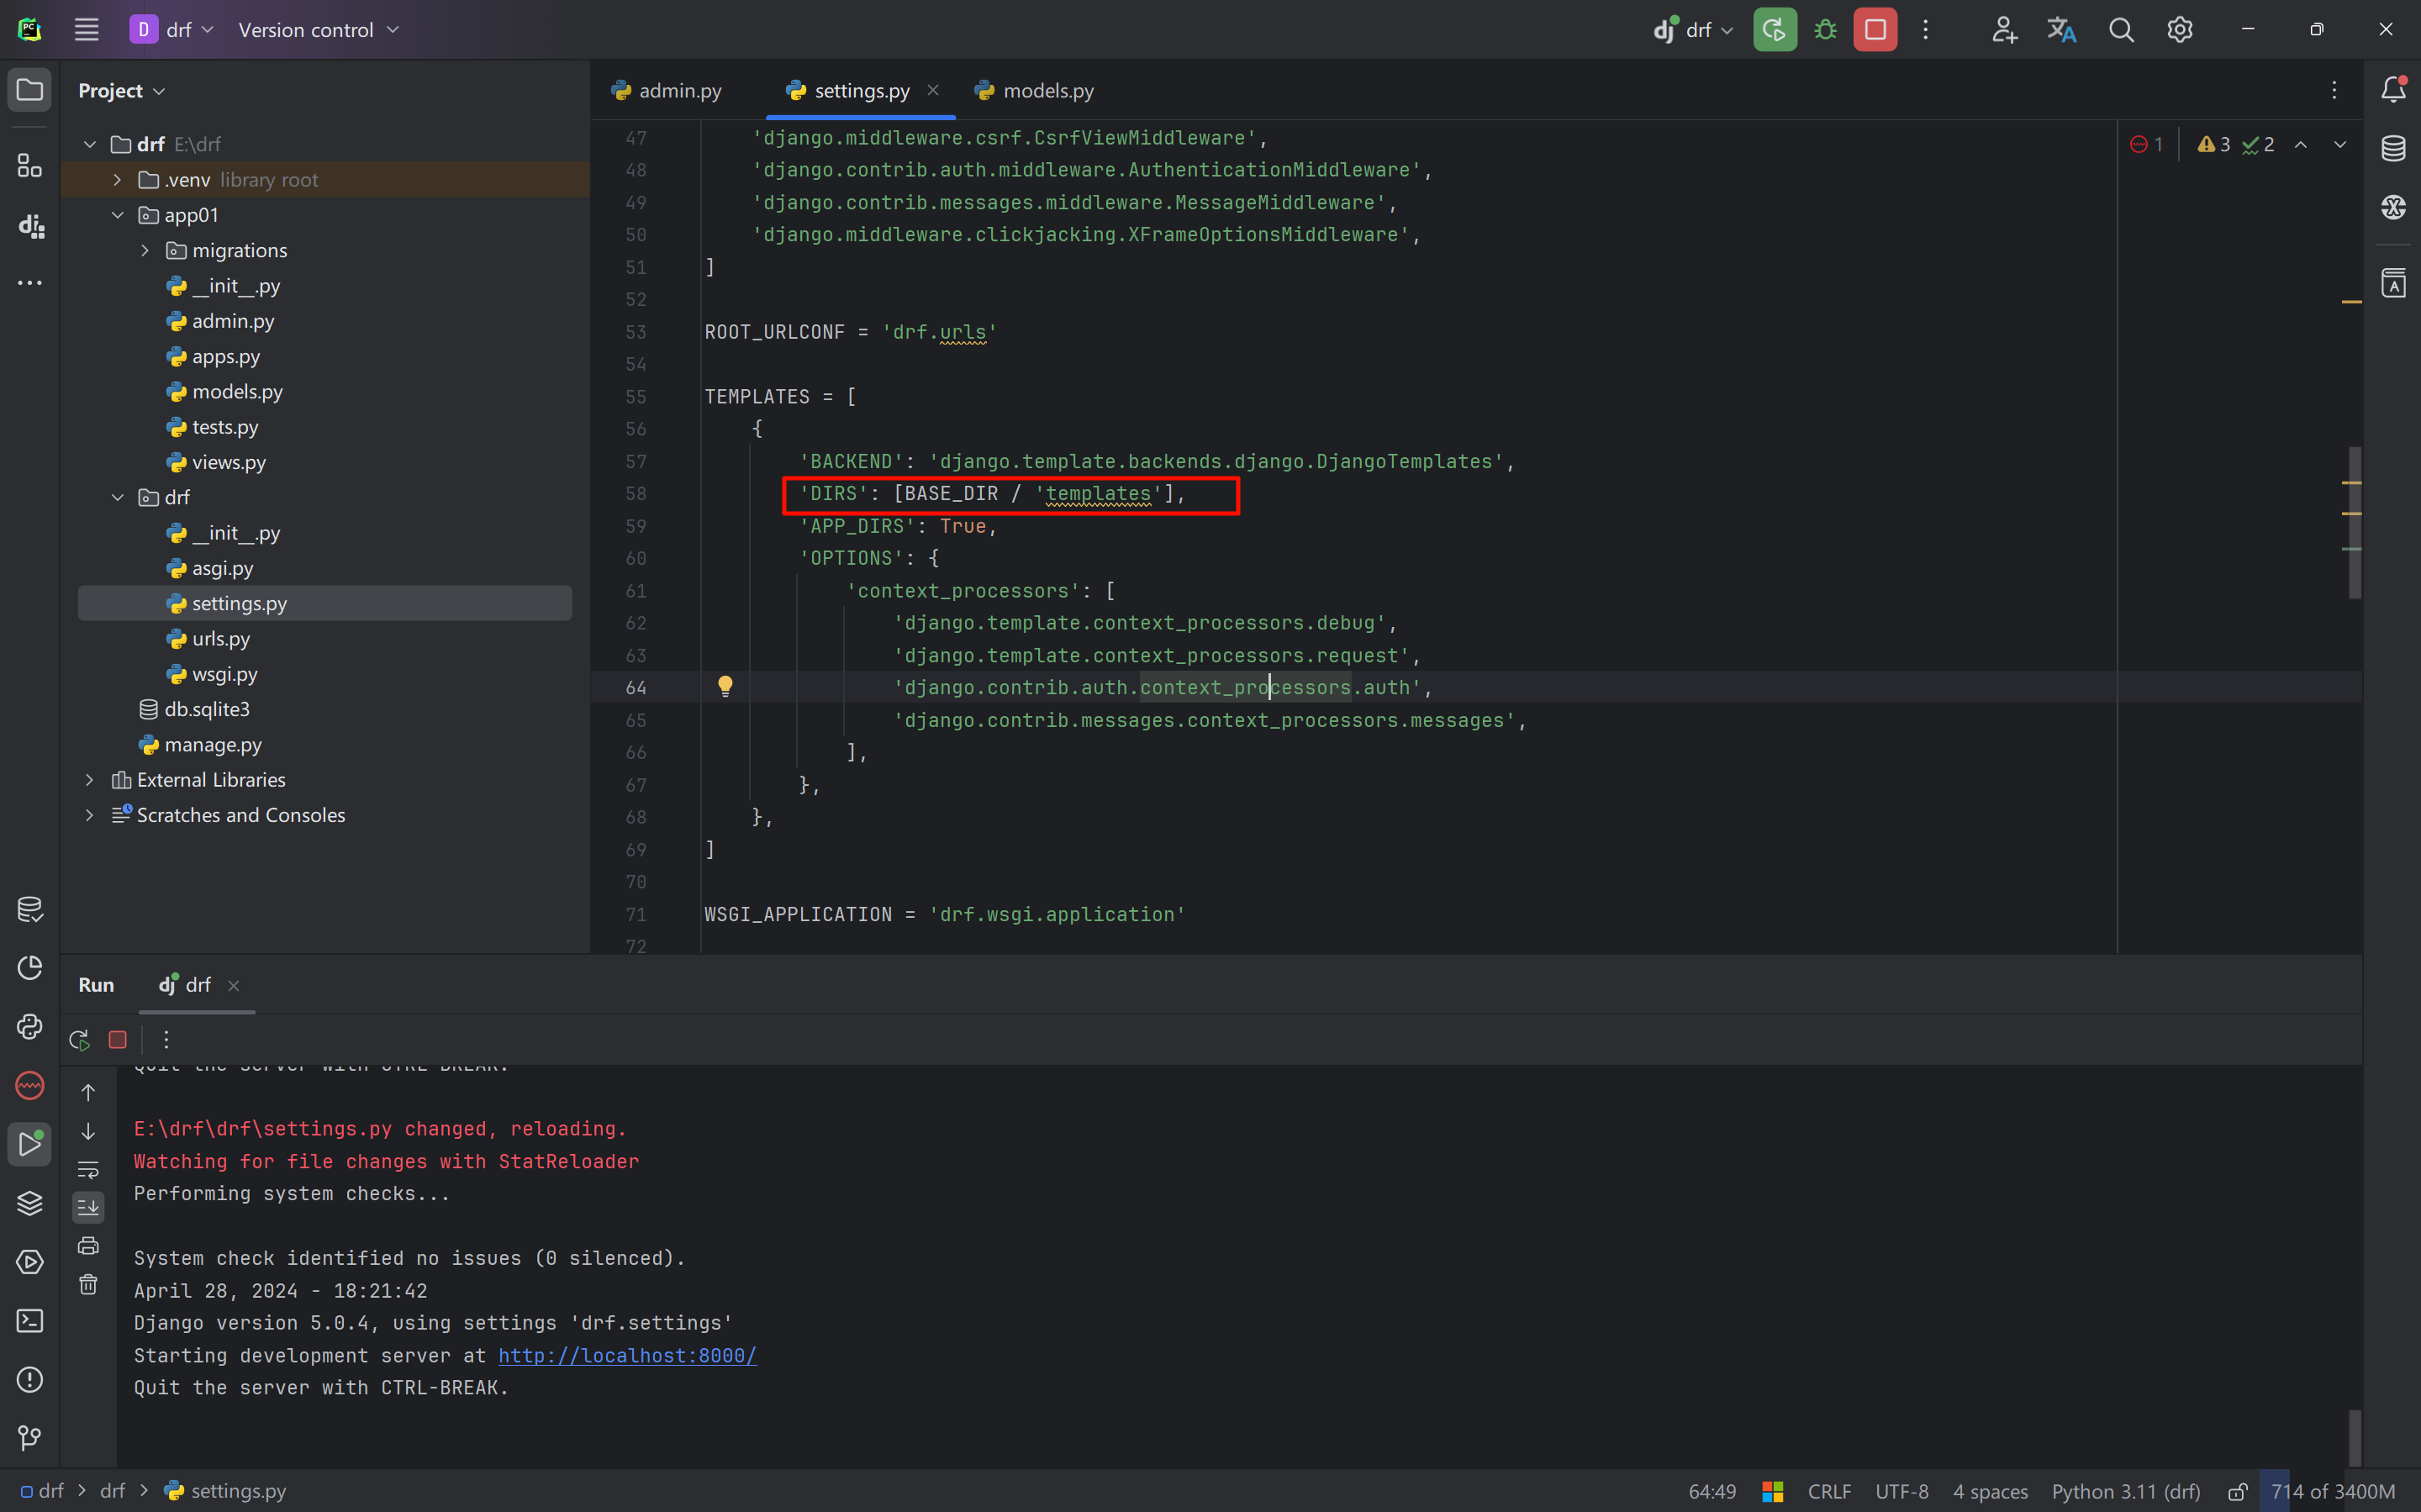 D drf Version control dj drf
Project
admin.py settings.py models.py
drf E:\drf
.venv library root
app01
migrations
__init__.py
admin.py
apps.py
models.py
tests.py
views.py
drf
__init__.py
asgi.py
settings.py
urls.py
wsgi.py
db.sqlite3
manage.py
External Libraries
Scratches and Consoles
1 3 2
47 'django.middleware.csrf.CsrfViewMiddleware',
48 'django.contrib.auth.middleware.AuthenticationMiddleware',
49 'django.contrib.messages.middleware.MessageMiddleware',
50 'django.middleware.clickjacking.XFrameOptionsMiddleware',
51 ]
52
53 ROOT_URLCONF = 'drf.urls'
54
55 TEMPLATES = [
56 {
57 'BACKEND': 'django.template.backends.django.DjangoTemplates',
58 'DIRS': [BASE_DIR / 'templates'],
59 'APP_DIRS': True,
60 'OPTIONS': {
61 'context_processors': [
62 'django.template.context_processors.debug',
63 'django.template.context_processors.request',
64 'django.contrib.auth.context_processors.auth',
65 'django.contrib.messages.context_processors.messages',
66 ],
67 },
68 },
69 ]
70
71 WSGI_APPLICATION = 'drf.wsgi.application'
72
Run dj drf
Quit the server with CTRL-BREAK.
E:\drf\drf\settings.py changed, reloading.
Watching for file changes with StatReloader
Performing system checks...
System check identified no issues (0 silenced).
April 28, 2024 - 18:21:42
Django version 5.0.4, using settings 'drf.settings'
Starting development server at http://localhost:8000/
Quit the server with CTRL-BREAK.
drf > drf > settings.py
64:49 CRLF UTF-8 4 spaces Python 3.11 (drf) 714 of 3400M